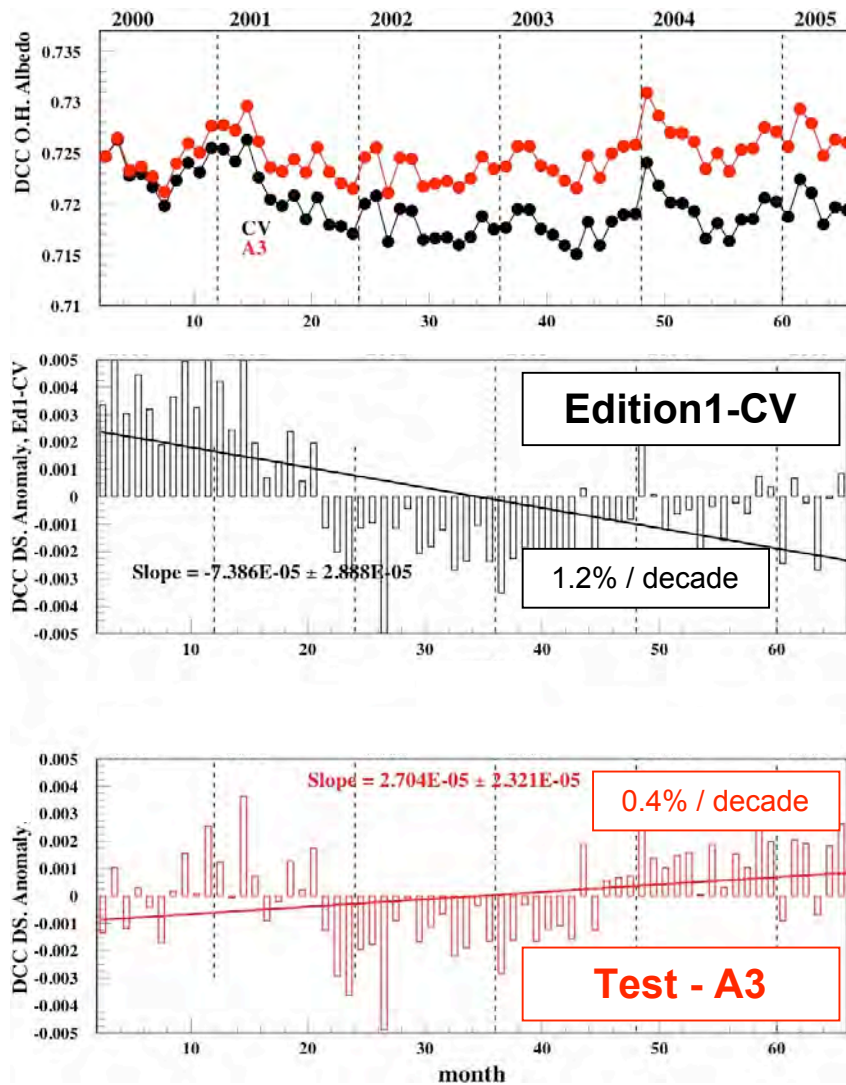 2000 2001 2002 2003 2004 2005
DCC O.H. Albedo
0.735
0.73
0.725
0.72
0.715
0.71
CV
A3
10 20 30 40 50 60
DCC DS. Anomaly, Ed1-CV
0.005
0.004
0.003
0.002
0.001
0
-0.001
-0.002
-0.003
-0.004
-0.005
Edition1-CV
Slope = -7.386E-05 ± 2.888E-05
1.2% / decade
10 20 30 40 50 60
DCC DS. Anomaly,
0.005
0.004
0.003
0.002
0.001
0
-0.001
-0.002
-0.003
-0.004
-0.005
Slope = 2.704E-05 ± 2.321E-05
0.4% / decade
Test - A3
10 20 30 40 50 60
month